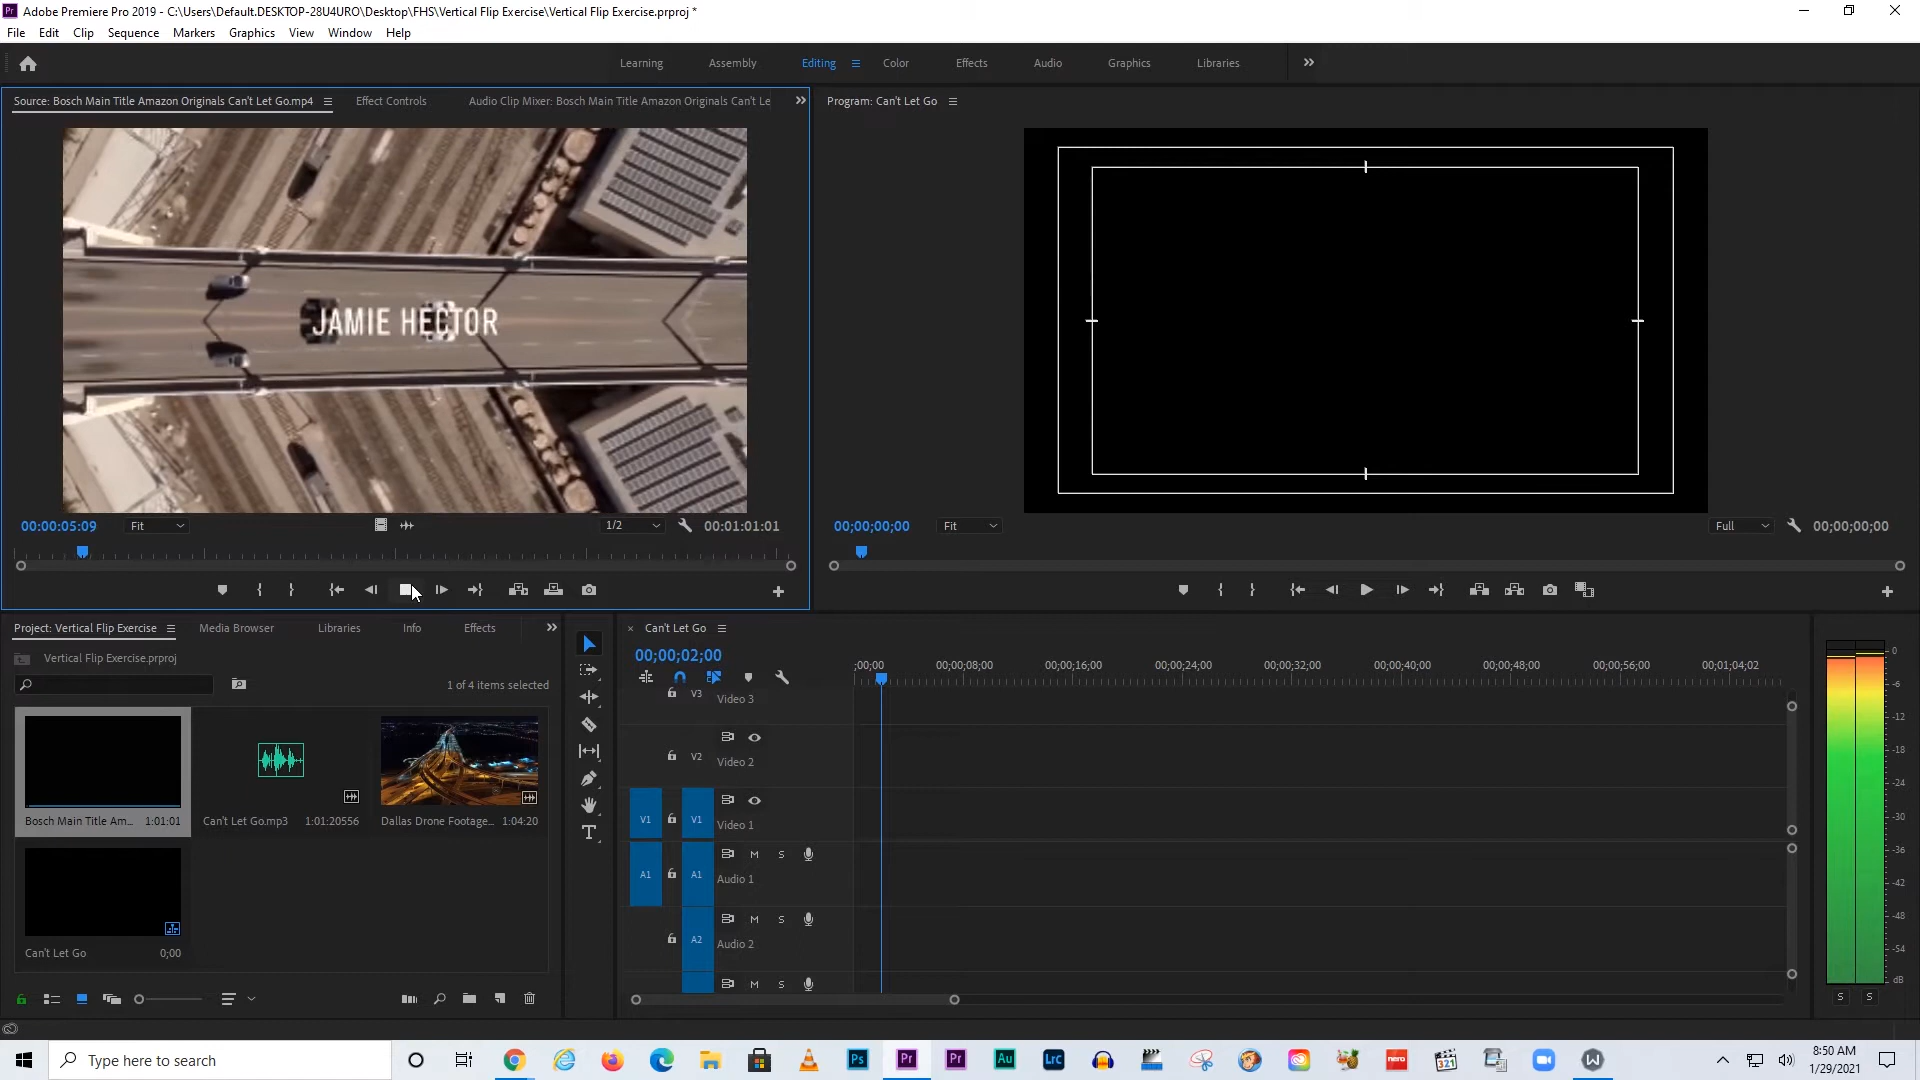 Pr Adobe Premiere Pro 2019 - C:\Users\Default.DESKTOP-28U4URO\Desktop\FHS\Vertical Flip Exercise\Vertical Flip Exercise.prproj *
File Edit Clip Sequence Markers Graphics View Window Help
Learning Assembly Editing Color Effects Audio Graphics Libraries
Source: Bosch Main Title Amazon Originals Can't Let Go.mp4 Effect Controls Audio Clip Mixer: Bosch Main Title Amazon Originals Can't Le
Program: Can't Let Go
JAMIE HECTOR
00:00:05:09 Fit 1/2 00:01:01:01
00;00;00;00 Fit Full 00;00;00;00
Project: Vertical Flip Exercise Media Browser Libraries Info Effects
Vertical Flip Exercise.prproj
1 of 4 items selected
Bosch Main Title Am... 1:01:01
Can't Let Go.mp3 1:01:20556
Dallas Drone Footage... 1:04:20
Can't Let Go 0;00
× Can't Let Go
00;00;02;00
;00;00 00;00;08;00 00;00;16;00 00;00;24;00 00;00;32;00 00;00;40;00 00;00;48;00 00;00;56;00 00;01;04;02
V3 Video 3
V2 Video 2
V1 V1 Video 1
A1 A1 M S Audio 1
A2 M S Audio 2
M S
0
-6
-12
-18
-24
-30
-36
-42
-48
-54
dB
S S
Type here to search
Ps Pr Pr Au LrC nero 321 W
8:50 AM
1/29/2021